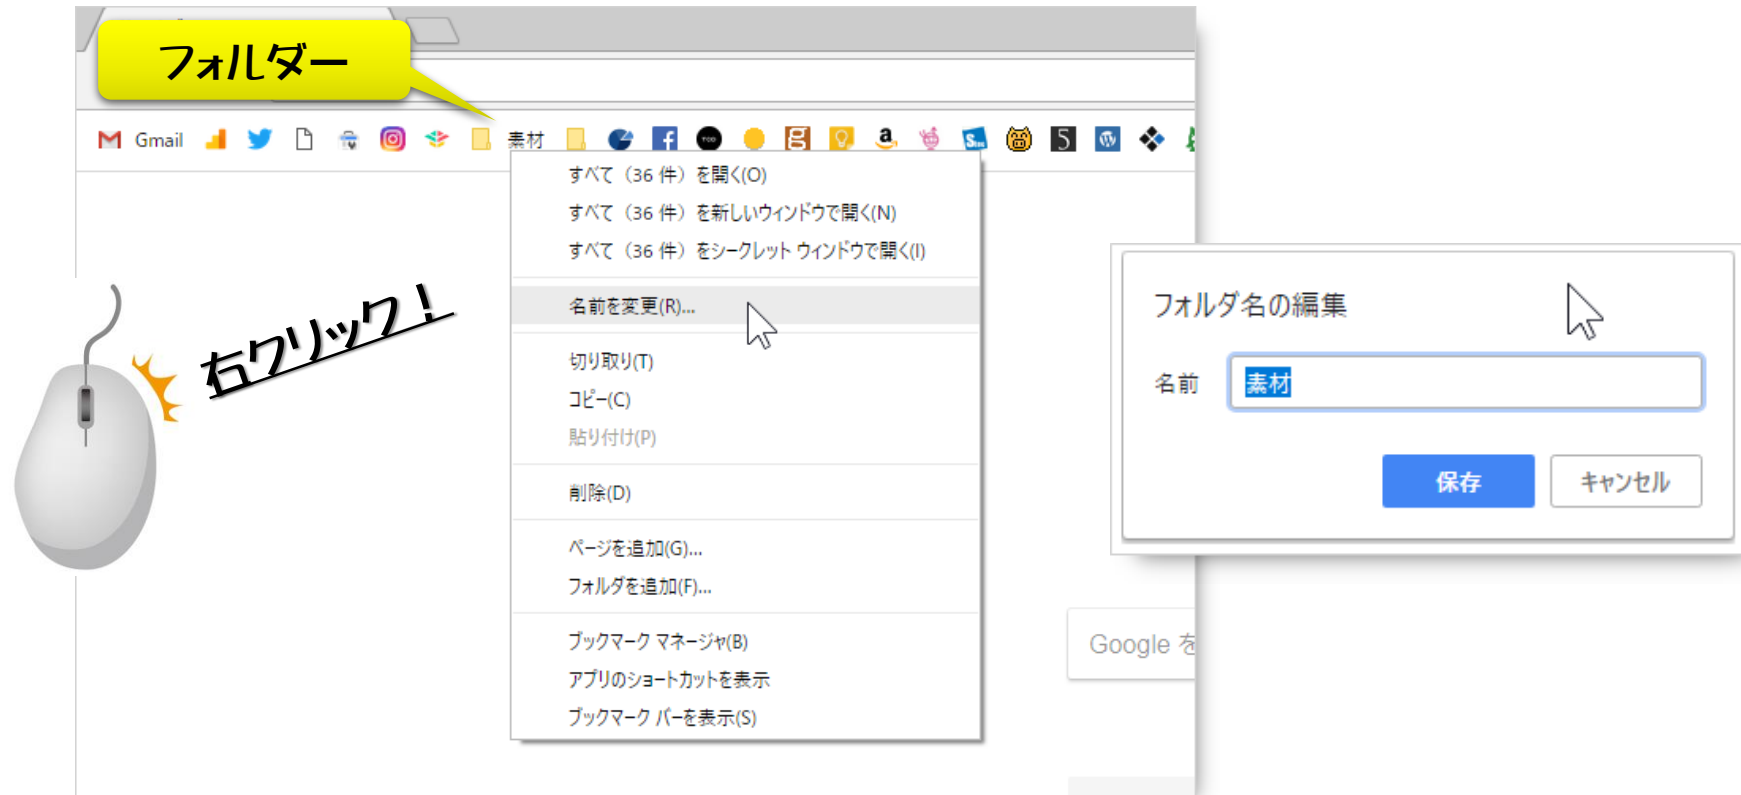 フォルダー
Gmail
素材
すべて（36 件）を開く(O)
すべて（36 件）を新しいウィンドウで開く(N)
すべて（36 件）をシークレット ウィンドウで開く(I)
名前を変更(R)...
切り取り(T)
コピー(C)
貼り付け(P)
削除(D)
ページを追加(G)...
フォルダを追加(F)...
ブックマーク マネージャ(B)
アプリのショートカットを表示
ブックマーク バーを表示(S)
右クリック！
フォルダ名の編集
名前 素材
保存 キャンセル
Google を